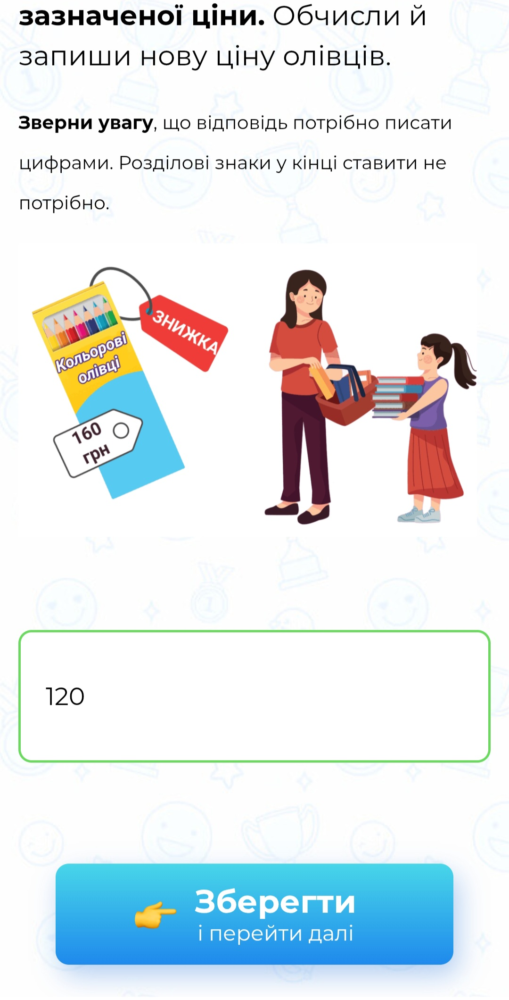 зазначеної ціни. Обчисли й
запиши нову ціну олівців.
Зверни увагу, що відповідь потрібно писати
цифрами. Розділові знаки у кінці ставити не
потрібно.
ЗНИЖКА
Кольорові
олівці
160
грн
120
Зберегти
і перейти далі